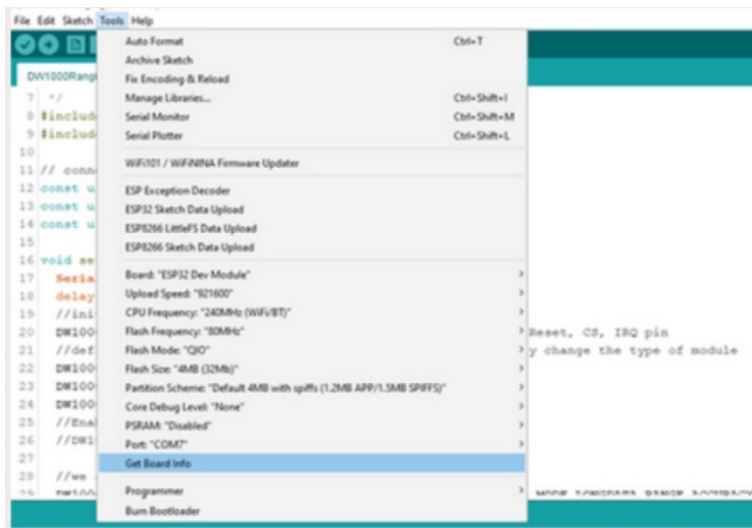 File Edit Sketch Tools Help
Auto Format Ctrl+T
Archive Sketch
Fix Encoding & Reload
Manage Libraries... Ctrl+Shift+I
Serial Monitor Ctrl+Shift+M
Serial Plotter Ctrl+Shift+L
WiFi101 / WiFiNINA Firmware Updater
ESP Exception Decoder
ESP32 Sketch Data Upload
ESP8266 LittleFS Data Upload
ESP8266 Sketch Data Upload
Board: "ESP32 Dev Module"
Upload Speed: "921600"
CPU Frequency: "240MHz (WiFi/BT)"
Flash Frequency: "80MHz"
Flash Mode: "QIO"
Flash Size: "4MB (32Mb)"
Partition Scheme: "Default 4MB with spiffs (1.2MB APP/1.5MB SPIFFS)"
Core Debug Level: "None"
PSRAM: "Disabled"
Port: "COM7"
Get Board Info
Programmer
Burn Bootloader
DW1000Rangi
7 */
8 #includ
9 #includ
10
11 // conn
12 const u
13 const u
14 const u
15
16 void se
17 Seria
18 delay
19 //ini
20 DW100 Reset, CS, IRQ pin
21 //def y change the type of module
22 DW100
23 DW100
24 DW100
25 //Ena
26 //DW1
27
28 //we
29 DW100 MODE_LONGDATA_RANGE_ACCURACY